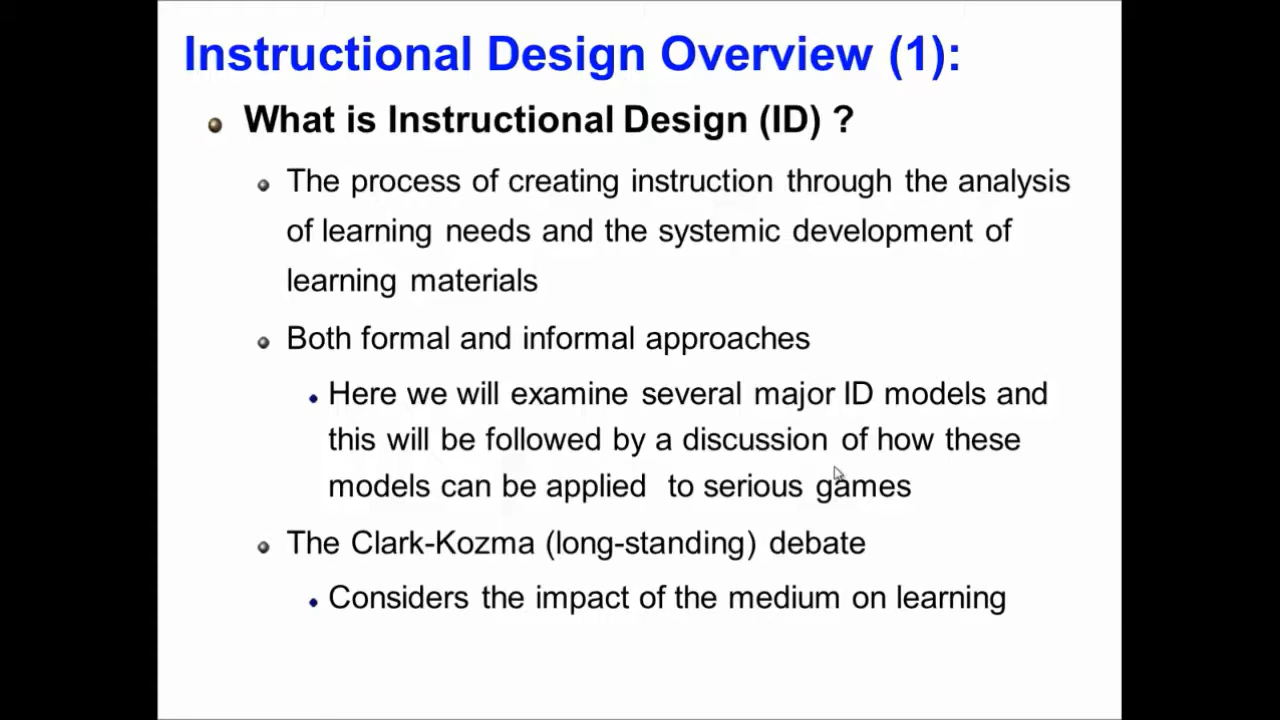 Instructional Design Overview (1):
What is Instructional Design (ID) ?
The process of creating instruction through the analysis
of learning needs and the systemic development of
learning materials
Both formal and informal approaches
Here we will examine several major ID models and
this will be followed by a discussion of how these
models can be applied to serious games
The Clark-Kozma (long-standing) debate
Considers the impact of the medium on learning